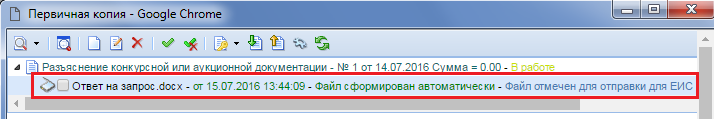 Первичная копия - Google Chrome
Разъяснение конкурсной или аукционной документации - № 1 от 14.07.2016 Сумма = 0.00 - В работе
Ответ на запрос.docx - от 15.07.2016 13:44:09 - Файл сформирован автоматически - Файл отмечен для отправки для ЕИС